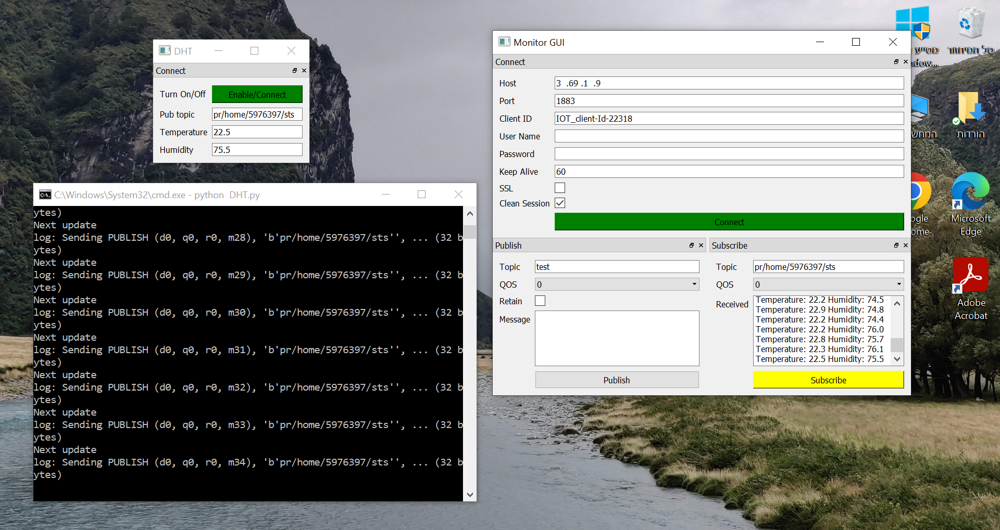 DHT
Connect
Turn On/Off
Enable/Connect
Pub topic
pr/home/5976397/sts
Temperature
22.5
Humidity
75.5
C:\Windows\System32\cmd.exe - python  DHT.py
ytes)
Next update
log: Sending PUBLISH (d0, q0, r0, m28), 'b'pr/home/5976397/sts'', ... (32 b
ytes)
Next update
log: Sending PUBLISH (d0, q0, r0, m29), 'b'pr/home/5976397/sts'', ... (32 b
ytes)
Next update
log: Sending PUBLISH (d0, q0, r0, m30), 'b'pr/home/5976397/sts'', ... (32 b
ytes)
Next update
log: Sending PUBLISH (d0, q0, r0, m31), 'b'pr/home/5976397/sts'', ... (32 b
ytes)
Next update
log: Sending PUBLISH (d0, q0, r0, m32), 'b'pr/home/5976397/sts'', ... (32 b
ytes)
Next update
log: Sending PUBLISH (d0, q0, r0, m33), 'b'pr/home/5976397/sts'', ... (32 b
ytes)
Next update
log: Sending PUBLISH (d0, q0, r0, m34), 'b'pr/home/5976397/sts'', ... (32 b
ytes)
Monitor GUI
Connect
Host
3  .69 .1  .9
Port
1883
Client ID
IOT_client-Id-22318
User Name
Password
Keep Alive
60
SSL
Clean Session
Connect
Publish
Topic
test
QOS
0
Retain
Message
Publish
Subscribe
Topic
pr/home/5976397/sts
QOS
0
Received
Temperature: 22.2 Humidity: 74.5
Temperature: 22.9 Humidity: 74.8
Temperature: 22.2 Humidity: 74.4
Temperature: 22.2 Humidity: 76.0
Temperature: 22.8 Humidity: 75.7
Temperature: 22.3 Humidity: 76.1
Temperature: 22.5 Humidity: 75.5
Subscribe
מסייע
ndow...
סל המיחזור
המחש
הורדות
ogle
ome
Microsoft
Edge
Adobe
Acrobat